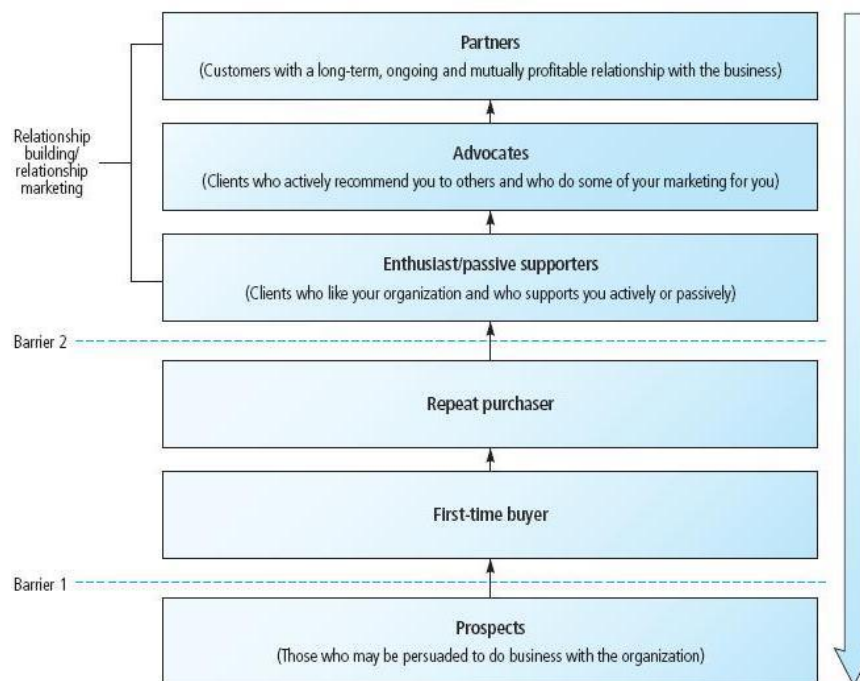 Partners
(Customers with a long-term, ongoing and mutually profitable relationship with the business)
Relationship
building/
relationship
marketing
Advocates
(Clients who actively recommend you to others and who do some of your marketing for you)
Enthusiast/passive supporters
(Clients who like your organization and who supports you actively or passively)
Barrier 2
Repeat purchaser
First-time buyer
Barrier 1
Prospects
(Those who may be persuaded to do business with the organization)